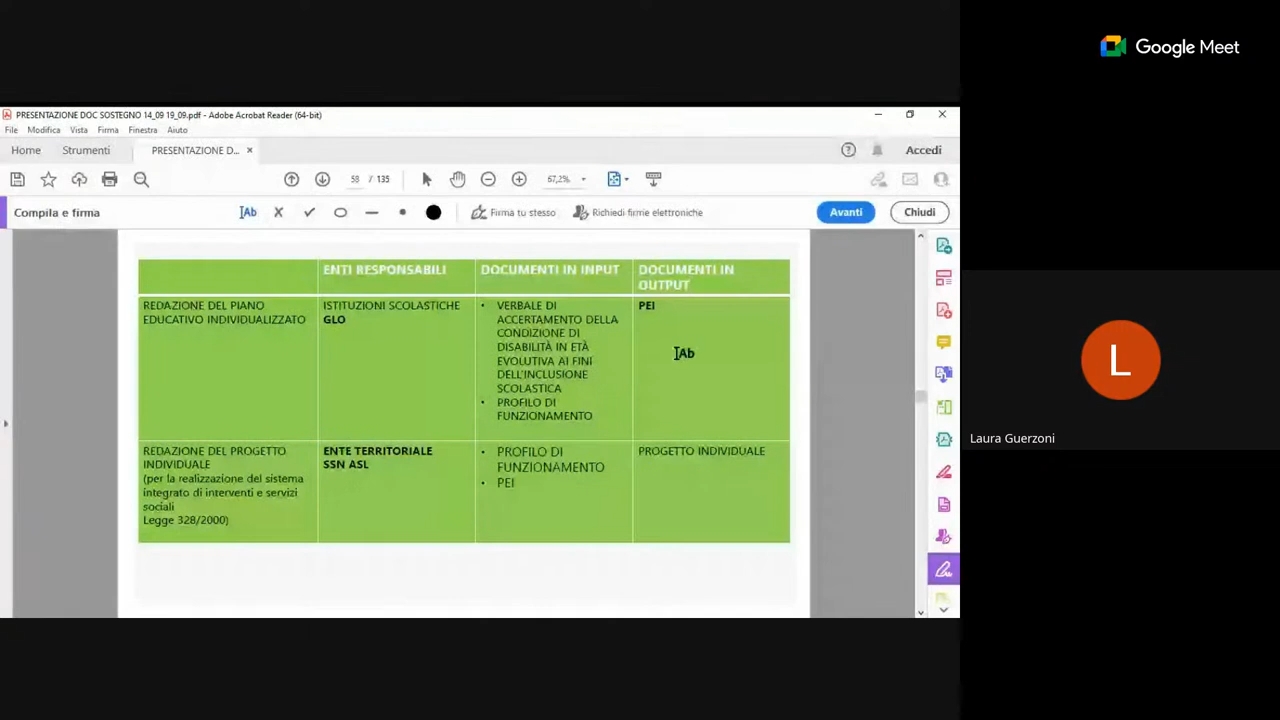 Google Meet
PRESENTAZIONE DOC SOSTEGNO 14_09 19_09.pdf - Adobe Acrobat Reader (64-bit)
File Modifica Vista Firma Finestra Aiuto
Home Strumenti PRESENTAZIONE D... × Accedi
58 / 135 67,2%
Compila e firma Ab Firma tu stesso Richiedi firme elettroniche Avanti Chiudi
ENTI RESPONSABILI
DOCUMENTI IN INPUT
DOCUMENTI IN
OUTPUT
REDAZIONE DEL PIANO
EDUCATIVO INDIVIDUALIZZATO
ISTITUZIONI SCOLASTICHE
GLO
• VERBALE DI
ACCERTAMENTO DELLA
CONDIZIONE DI
DISABILITÀ IN ETÀ
EVOLUTIVA AI FINI
DELL'INCLUSIONE
SCOLASTICA
• PROFILO DI
FUNZIONAMENTO
PEI
Ab
REDAZIONE DEL PROGETTO
INDIVIDUALE
(per la realizzazione del sistema
integrato di interventi e servizi
sociali
Legge 328/2000)
ENTE TERRITORIALE
SSN ASL
• PROFILO DI
FUNZIONAMENTO
• PEI
PROGETTO INDIVIDUALE
L
Laura Guerzoni